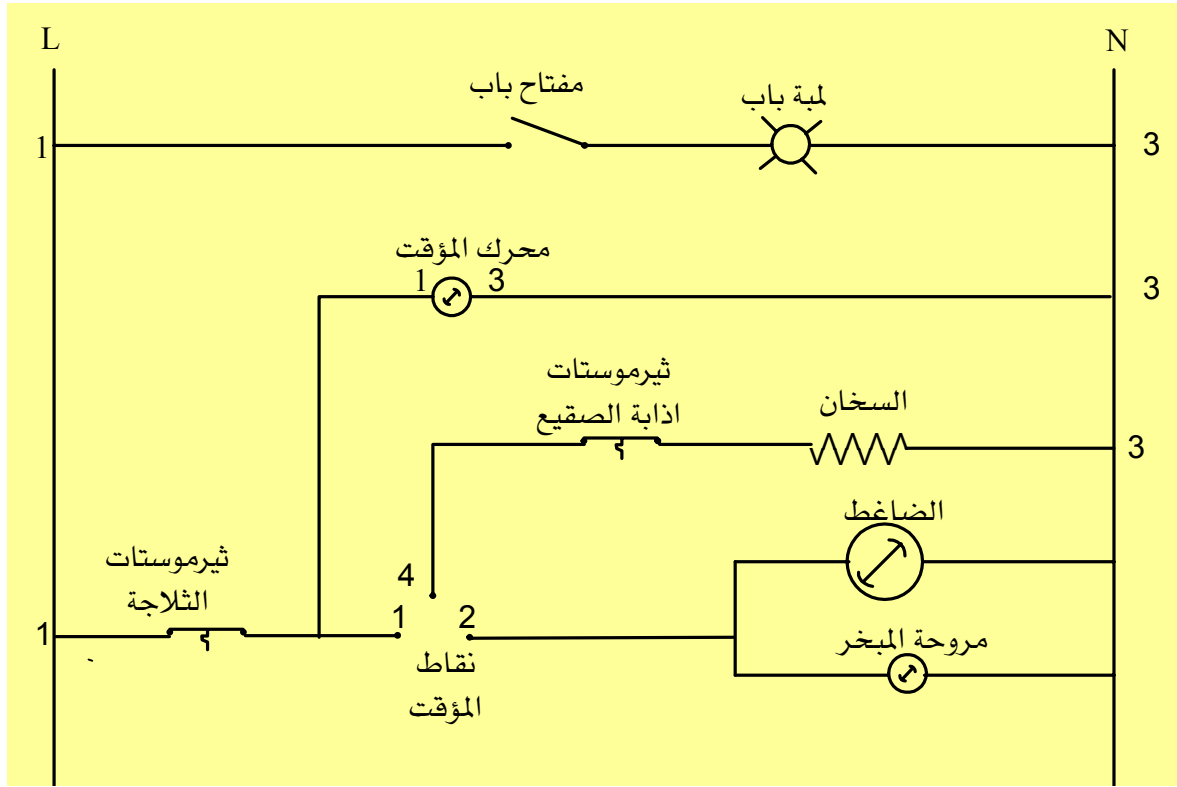 L N
مفتاح باب
لمبة باب
1 3
محرك المؤقت
1 3
3
ثيرموستات
اذابة الصقيع
السخان
3
الضاغط
ثيرموستات
الثلاجة
4
1 2
1
نقاط
المؤقت
مروحة المبخر